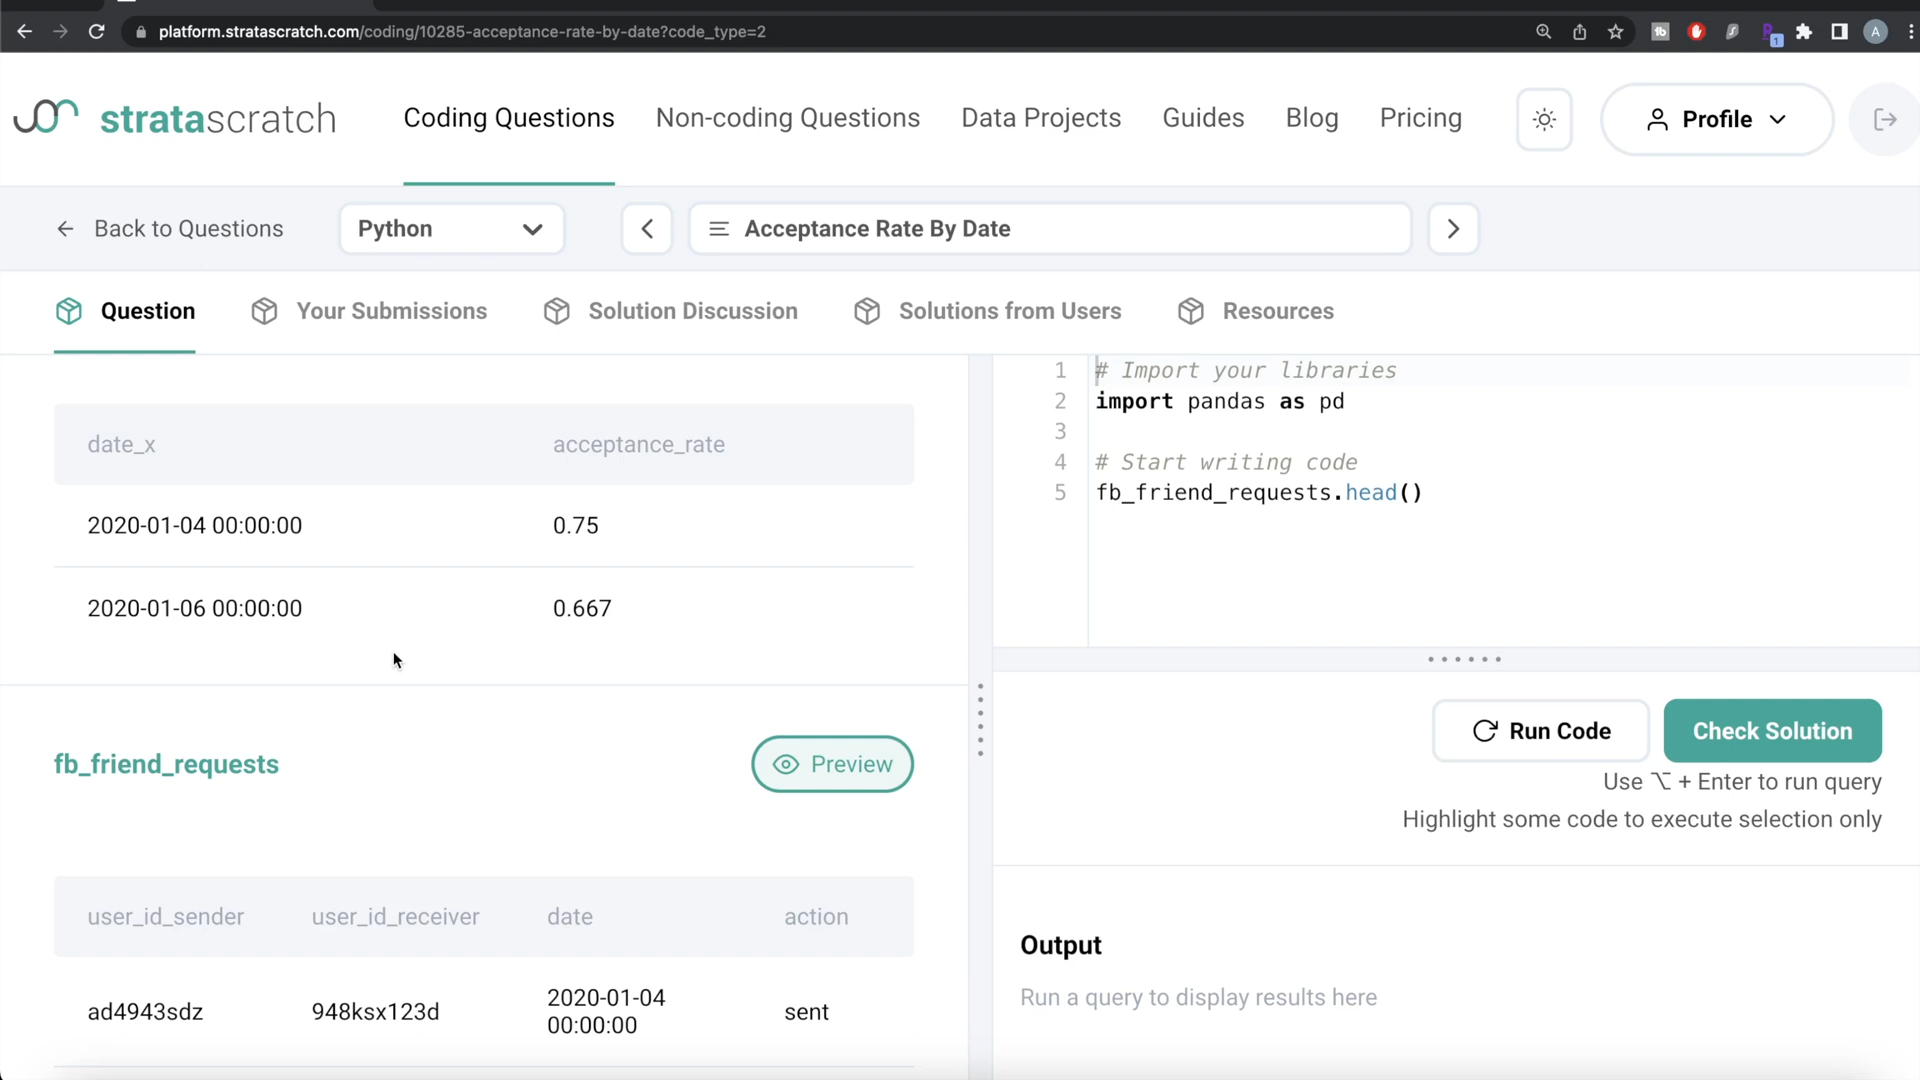 platform.stratascratch.com/coding/10285-acceptance-rate-by-date?code_type=2
tb
1
A
stratascratch
Coding Questions
Non-coding Questions
Data Projects
Guides
Blog
Pricing
Profile
Back to Questions
Python
Acceptance Rate By Date
Question
Your Submissions
Solution Discussion
Solutions from Users
Resources
date_x acceptance_rate
2020-01-04 00:00:00 0.75
2020-01-06 00:00:00 0.667
fb_friend_requests
Preview
user_id_sender user_id_receiver date action
ad4943sdz 948ksx123d 2020-01-04 sent
00:00:00
1 # Import your libraries
2 import pandas as pd
3
4 # Start writing code
5 fb_friend_requests.head()
Run Code
Check Solution
Use ⌥ + Enter to run query
Highlight some code to execute selection only
Output
Run a query to display results here